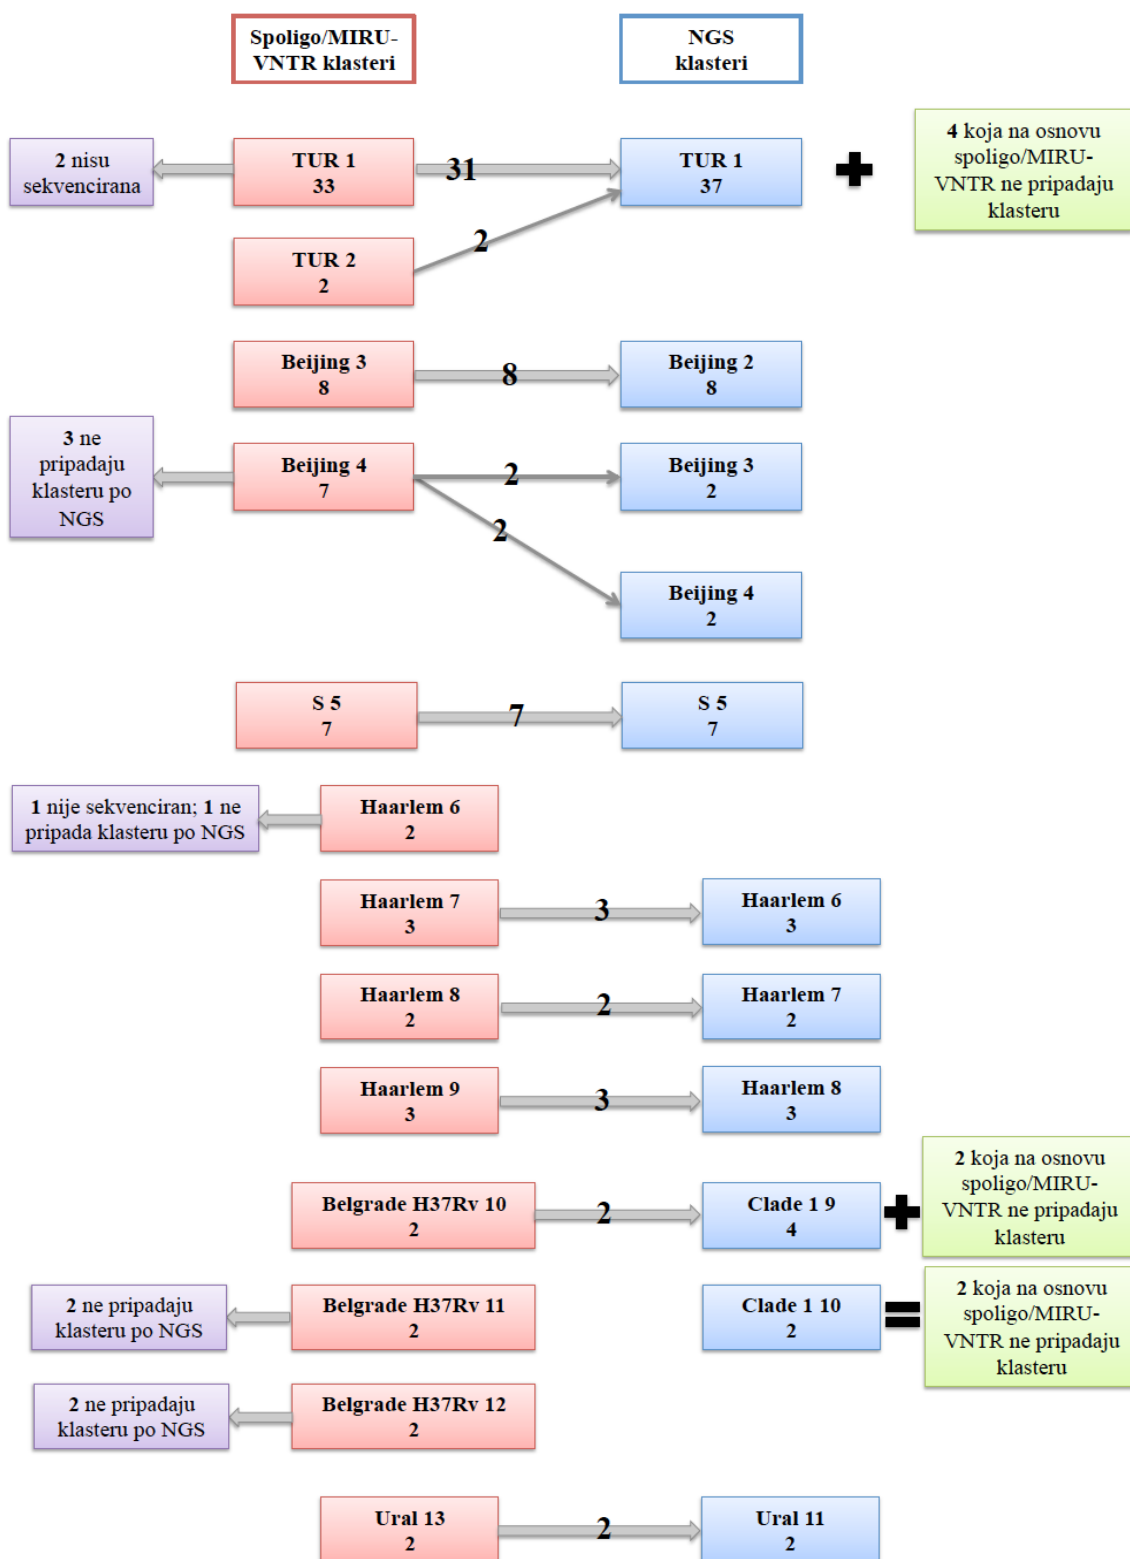 Spoligo/MIRU-
VNTR klasteri
NGS
klasteri
2 nisu
sekvencirana
TUR 1
33
31
TUR 1
37
4 koja na osnovu
spoligo/MIRU-
VNTR ne pripadaju
klasteru
TUR 2
2
2
Beijing 3
8
8
Beijing 2
8
3 ne
pripadaju
klasteru po
NGS
Beijing 4
7
2
Beijing 3
2
2
Beijing 4
2
S 5
7
7
S 5
7
1 nije sekvenciran; 1 ne
pripada klasteru po NGS
Haarlem 6
2
Haarlem 7
3
3
Haarlem 6
3
Haarlem 8
2
2
Haarlem 7
2
Haarlem 9
3
3
Haarlem 8
3
Belgrade H37Rv 10
2
2
Clade 1 9
4
2 koja na osnovu
spoligo/MIRU-
VNTR ne pripadaju
klasteru
2 ne pripadaju
klasteru po NGS
Belgrade H37Rv 11
2
Clade 1 10
2
2 koja na osnovu
spoligo/MIRU-
VNTR ne pripadaju
klasteru
2 ne pripadaju
klasteru po NGS
Belgrade H37Rv 12
2
Ural 13
2
2
Ural 11
2